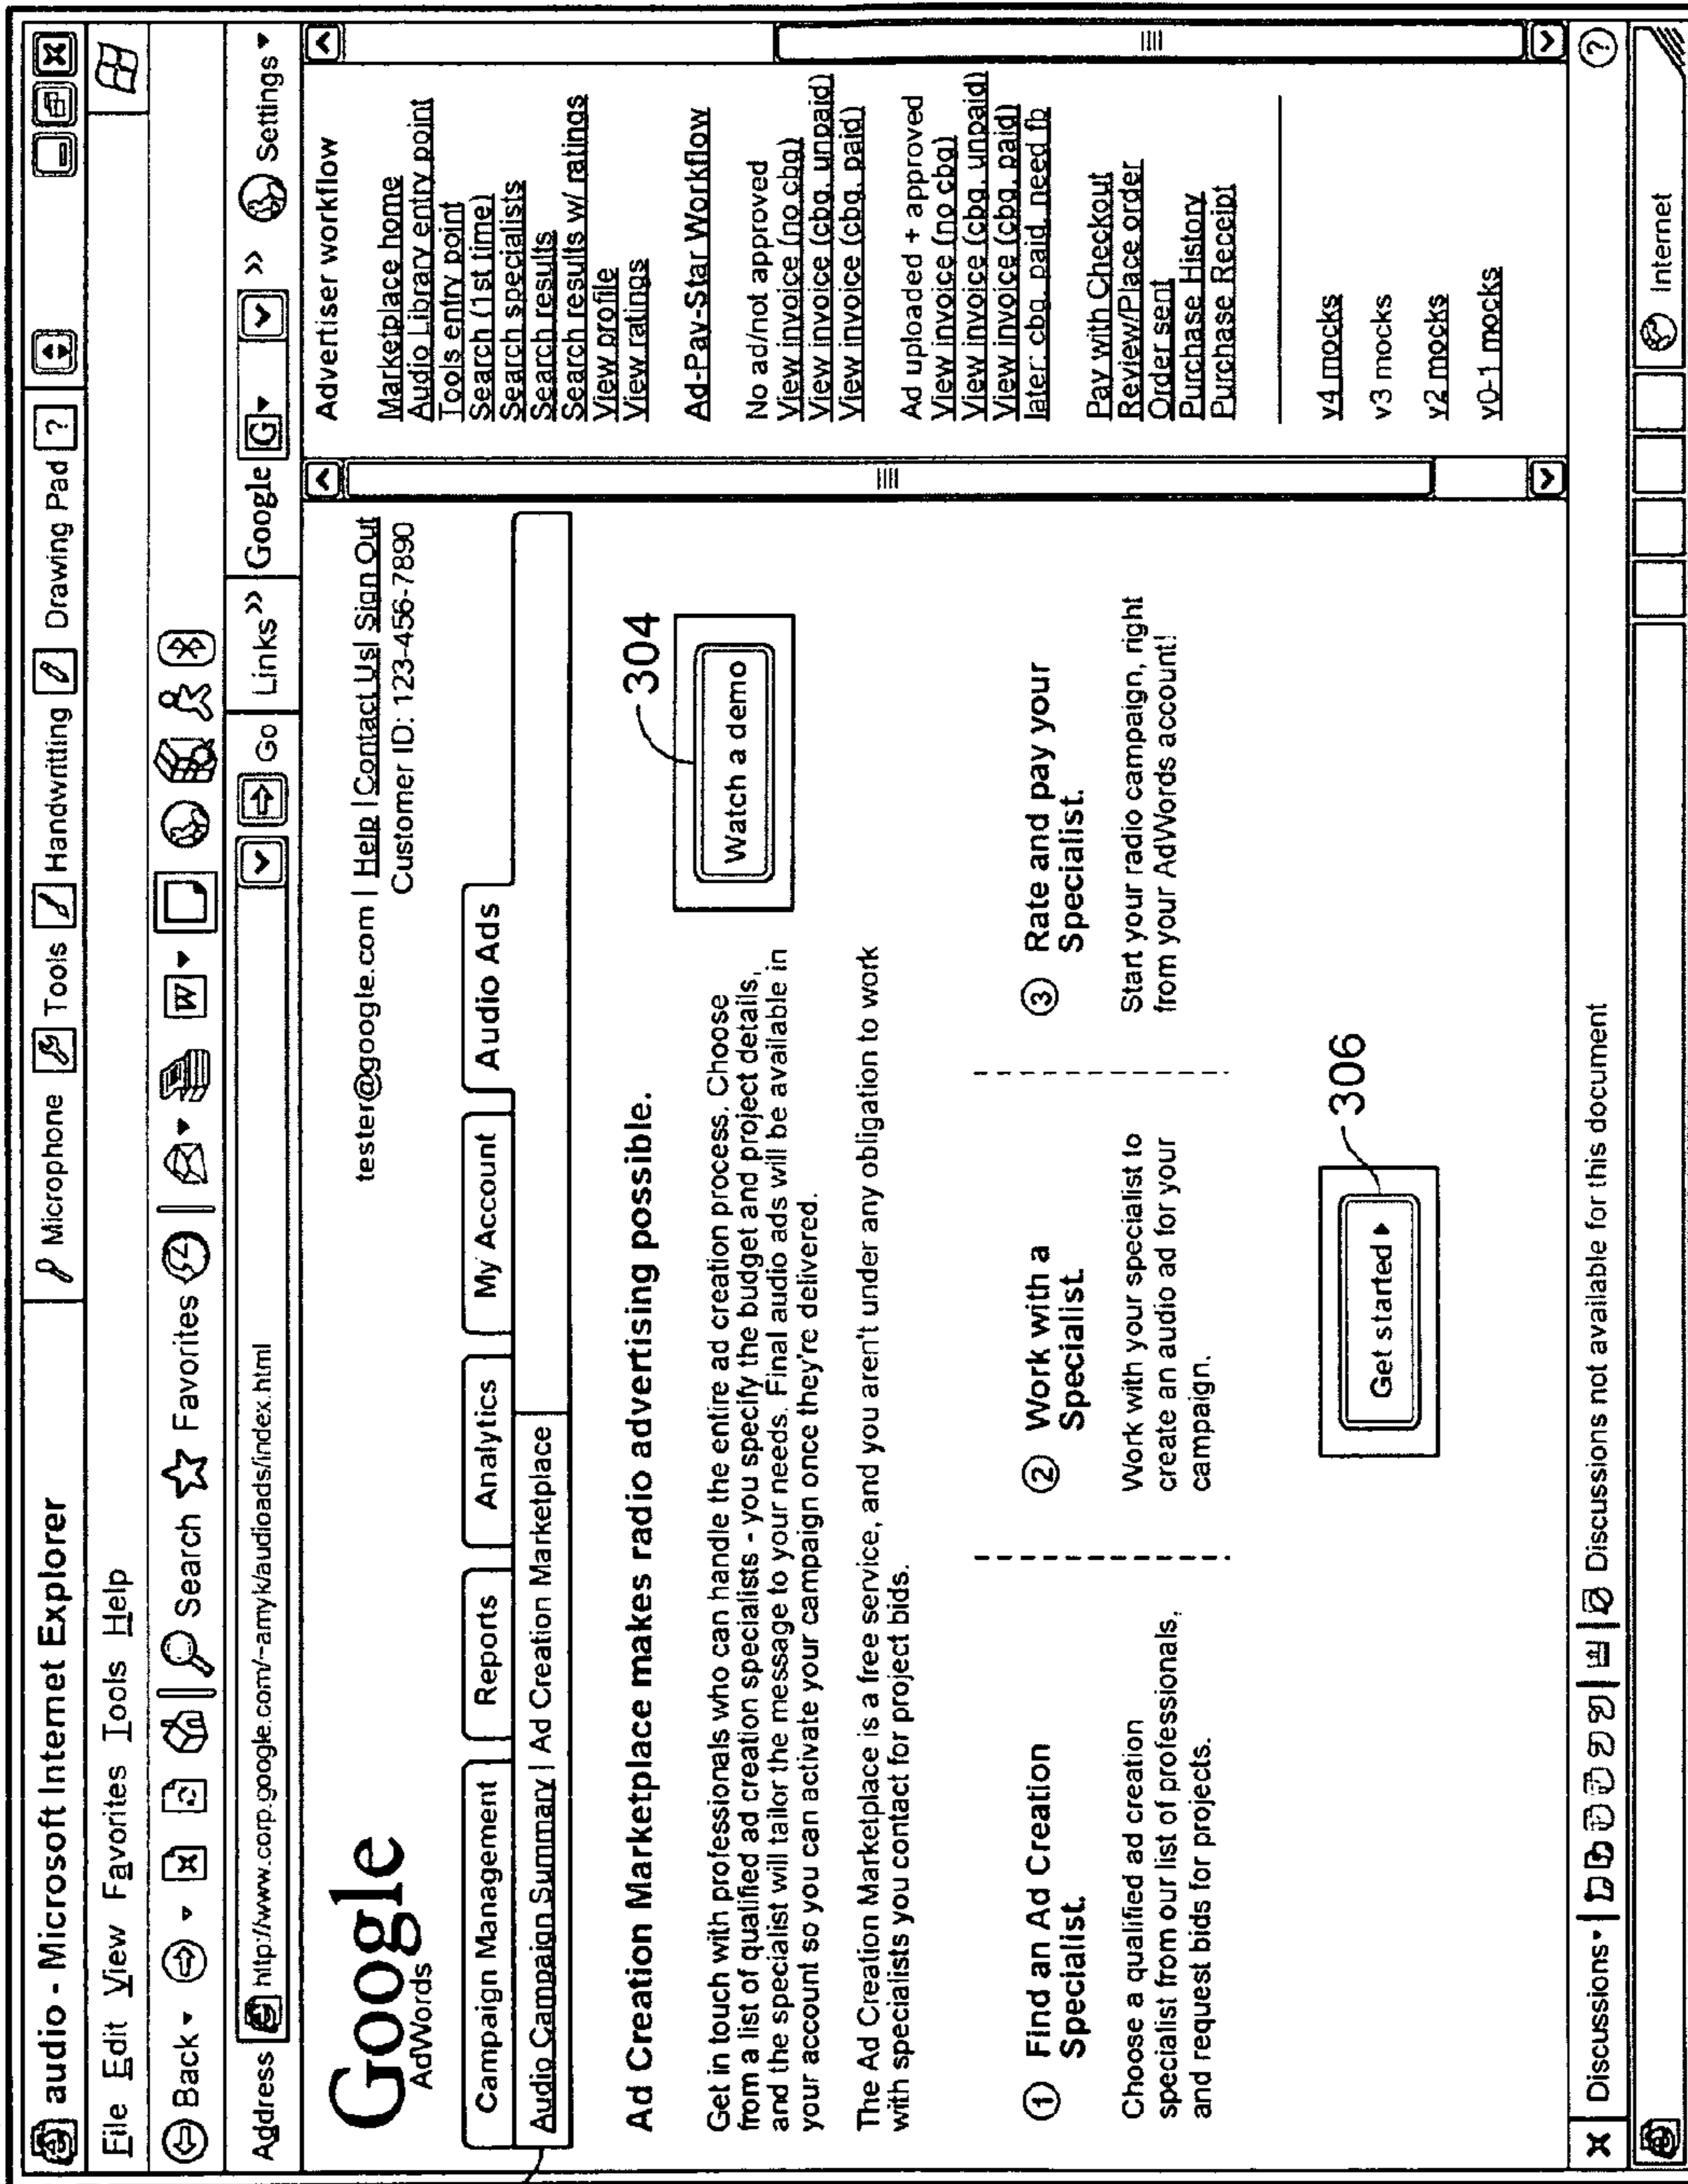 audio - Microsoft Internet Explorer
Microphone Tools Handwritting Drawing Pad ?
File Edit View Favorites Tools Help
Back Search Favorites W
Address http://www.corp.google.com/~amyk/audioads/index.html Go Links >> Google G >> Settings
Google
AdWords
tester@google.com | Help | Contact Us| Sign Out
Customer ID: 123-456-7890
Campaign Management Reports Analytics My Account Audio Ads
Audio Campaign Summary | Ad Creation Marketplace
Ad Creation Marketplace makes radio advertising possible.
Get in touch with professionals who can handle the entire ad creation process. Choose
from a list of qualified ad creation specialists - you specify the budget and project details,
and the specialist will tailor the message to your needs. Final audio ads will be available in
your account so you can activate your campaign once they're delivered.
The Ad Creation Marketplace is a free service, and you aren't under any obligation to work
with specialists you contact for project bids.
304
Watch a demo
1 Find an Ad Creation
Specialist.
Choose a qualified ad creation
specialist from our list of professionals,
and request bids for projects.
2 Work with a
Specialist.
Work with your specialist to
create an audio ad for your
campaign.
3 Rate and pay your
Specialist.
Start your radio campaign, right
from your AdWords account!
306
Get started
Advertiser workflow
Marketplace home
Audio Library entry point
Tools entry point
Search (1st time)
Search specialists
Search results
Search results w/ ratings
View profile
View ratings
Ad-Pay-Star Workflow
No ad/not approved
View invoice (no cbg)
View invoice (cbg, unpaid)
View invoice (cbg, paid)
Ad uploaded + approved
View invoice (no cbg)
View invoice (cbg, unpaid)
View invoice (cbg, paid)
later: cbg, paid, need fb
Pay with Checkout
Review/Place order
Order sent
Purchase History
Purchase Receipt
v4 mocks
v3 mocks
v2 mocks
v0-1 mocks
X Discussions Discussions not available for this document ?
Internet